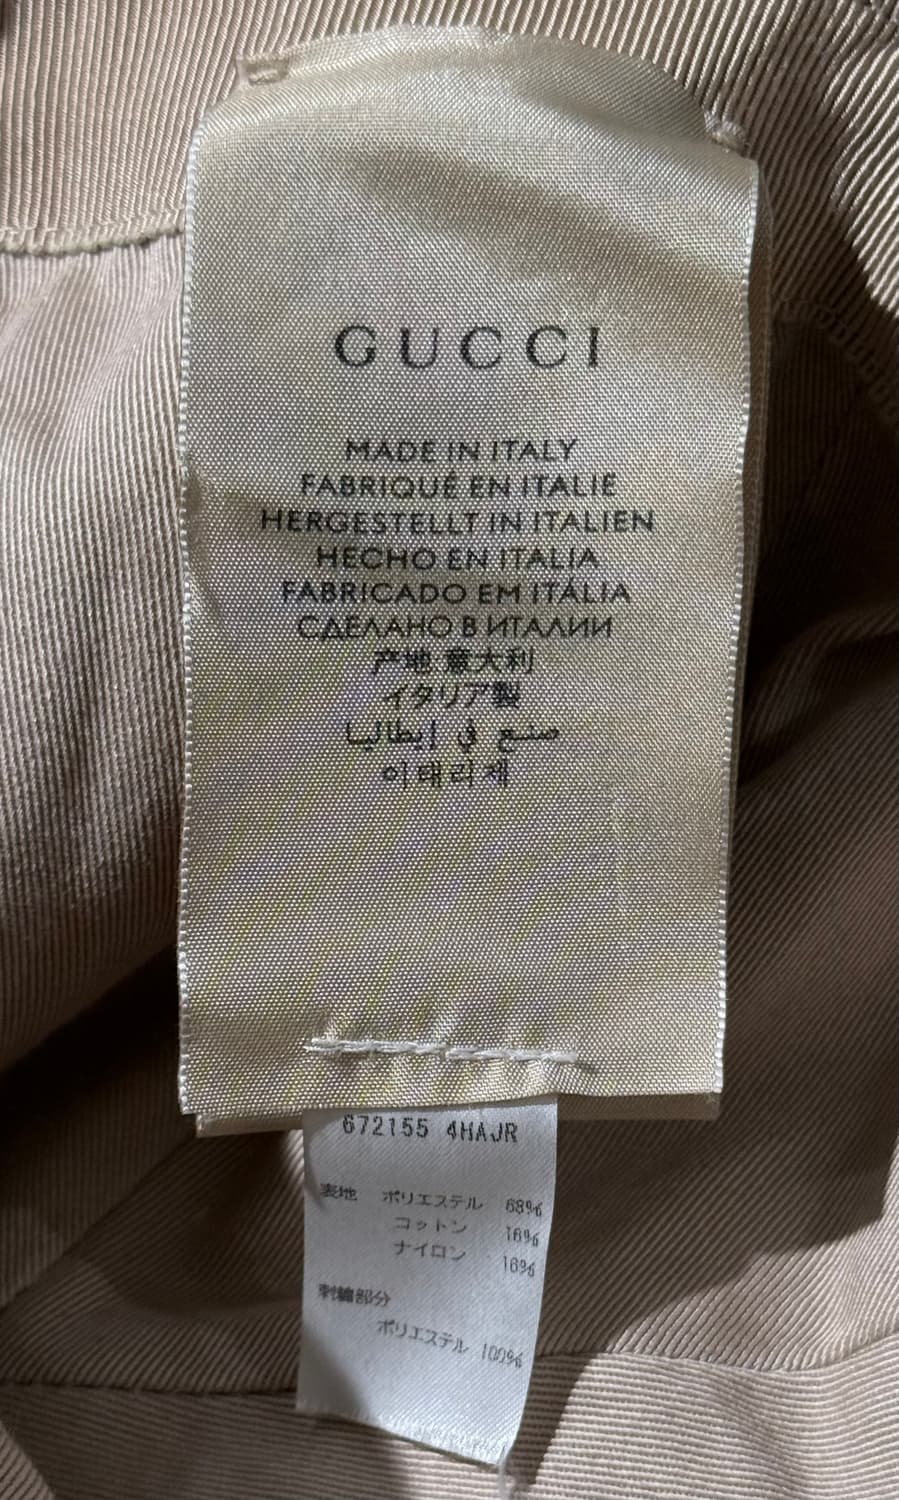 GUCCI
MADE IN ITALY
FABRIQUÉ EN ITALIE
HERGESTELLT IN ITALIEN
HECHO EN ITALIA
FABRICADO EM ITÁLIA
СДЕЛАНО В ИТАЛИИ
产地 意大利
イタリア製
صنع في إيطاليا
이태리제
672155 4HAJR
表地 ポリエステル 68%
コットン 16%
ナイロン 16%
刺繍部分
ポリエステル 100%